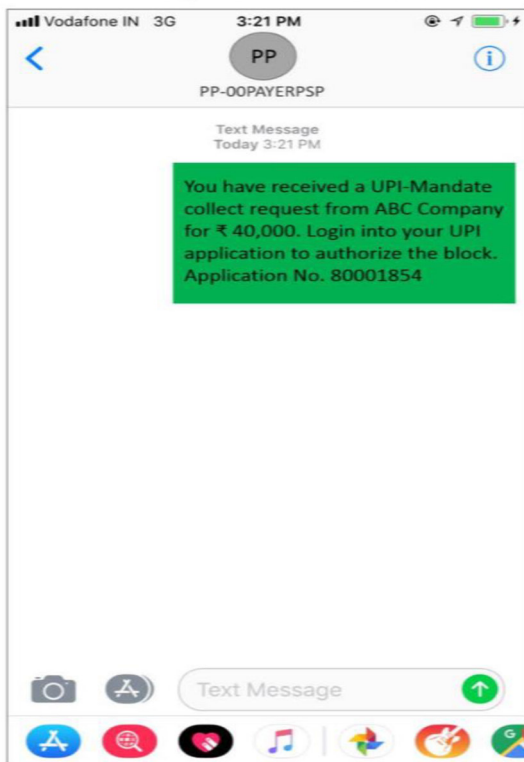 Vodafone IN 3G 3:21 PM
PP
PP-00PAYERPSP
Text Message
Today 3:21 PM
You have received a UPI-Mandate
collect request from ABC Company
for ₹ 40,000. Login into your UPI
application to authorize the block.
Application No. 80001854
Text Message
G